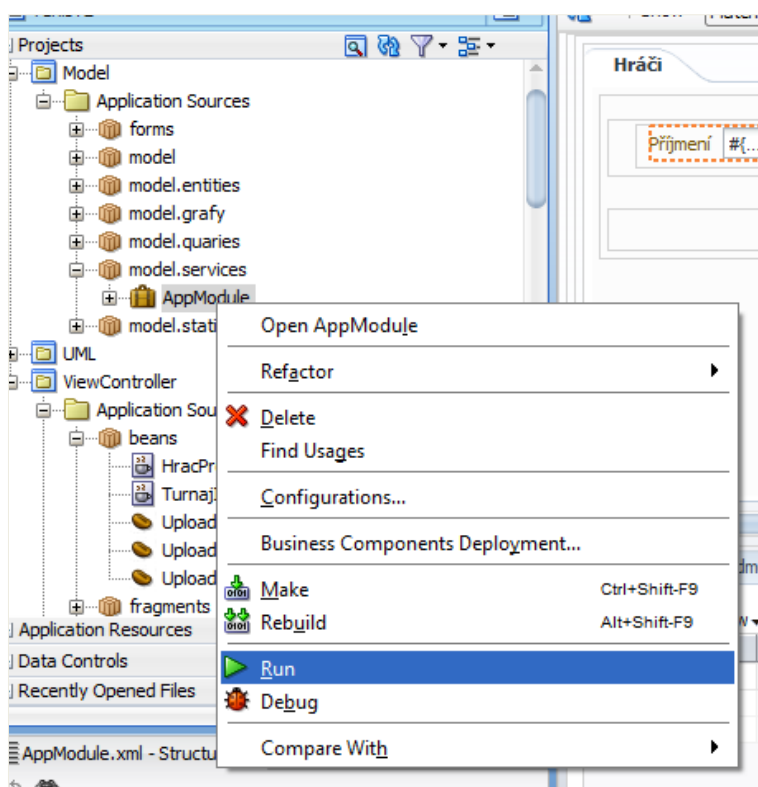 Projects
Model
Application Sources
forms
model
model.entities
model.grafy
model.quaries
model.services
AppModule
model.stati
UML
ViewController
Application Sou
beans
HracPr
Turnaj
Upload
Upload
Upload
fragments
Application Resources
Data Controls
Recently Opened Files
AppModule.xml - Structu
Hráči
Příjmení #{...
Open AppModule
Refactor
Delete
Find Usages
Configurations...
Business Components Deployment...
Make Ctrl+Shift-F9
Rebuild Alt+Shift-F9
Run
Debug
Compare With